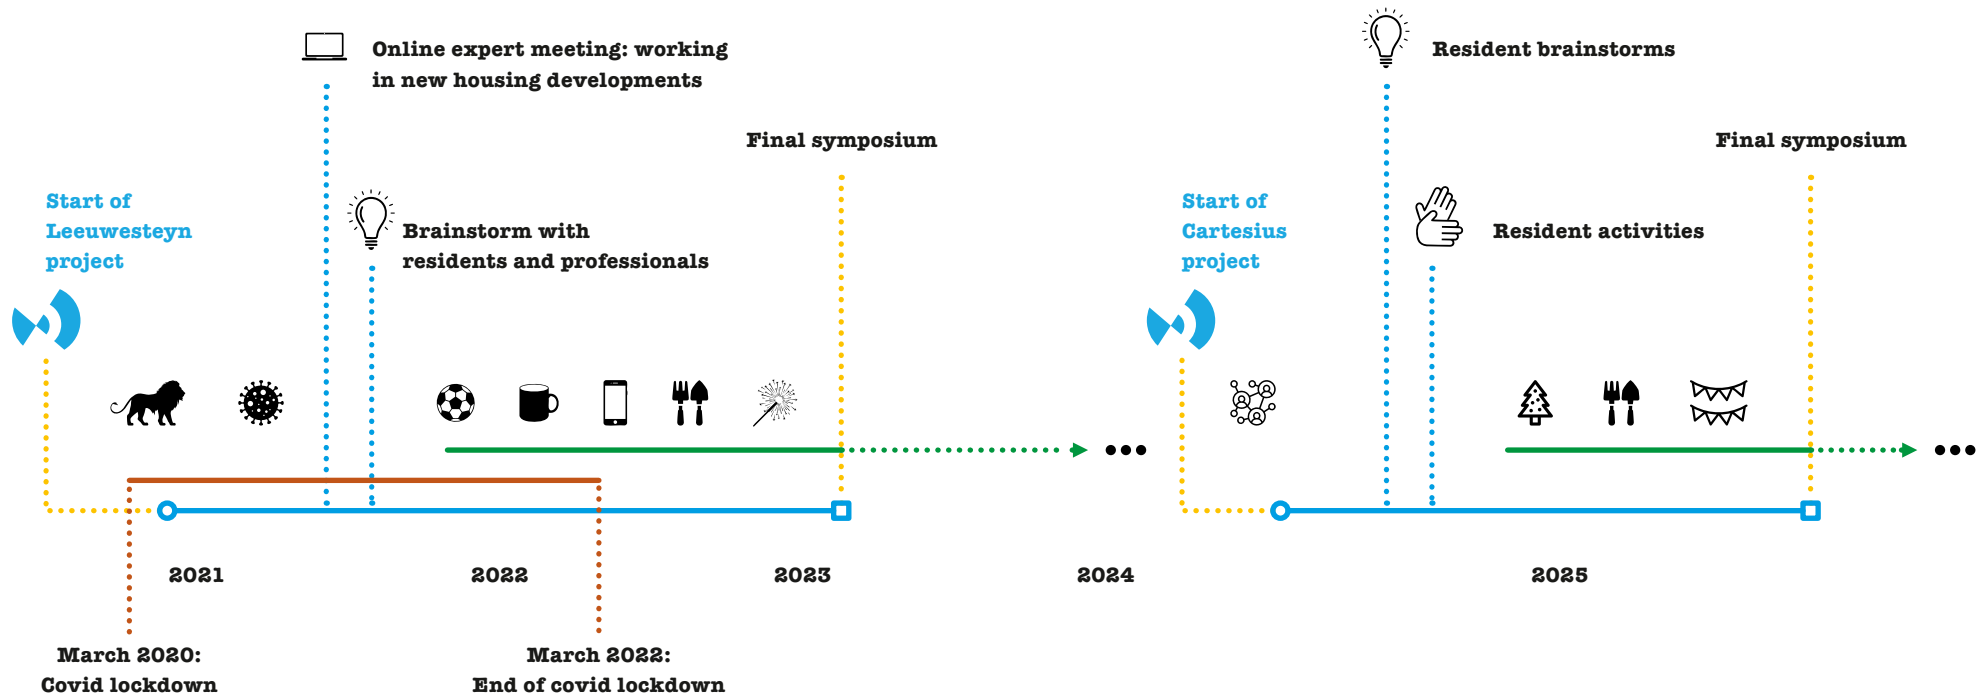 Online expert meeting: working
in new housing developments
Resident brainstorms
Final symposium
Final symposium
Start of
Leeuwesteyn
project
Brainstorm with
residents and professionals
Start of
Cartesius
project
Resident activities
2021
2022
2023
2024
2025
March 2020:
Covid lockdown
March 2022:
End of covid lockdown